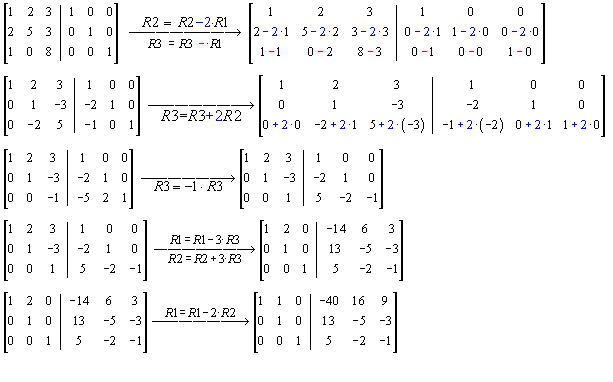 [1 2 3 | 1 0 0] R2 = R2−2·R1 [1 2 3 | 1 0 0]
[2 5 3 | 0 1 0] [2−2·1 5−2·2 3−2·3 | 0−2·1 1−2·0 0−2·0]
[1 0 8 | 0 0 1] R3 = R3 −·R1 [1−1 0−2 8−3 | 0−1 0−0 1−0]
[1 2 3 | 1 0 0] [1 2 3 | 1 0 0]
[0 1 −3 | −2 1 0] [0 1 −3 | −2 1 0]
[0 −2 5 | −1 0 1] R3=R3+2R2 [0+2·0 −2+2·1 5+2·(−3) | −1+2·(−2) 0+2·1 1+2·0]
[1 2 3 | 1 0 0] [1 2 3 | 1 0 0]
[0 1 −3 | −2 1 0] [0 1 −3 | −2 1 0]
[0 0 −1 | −5 2 1] R3=−1·R3 [0 0 1 | 5 −2 −1]
[1 2 3 | 1 0 0] R1=R1−3·R3 [1 2 0 | −14 6 3]
[0 1 −3 | −2 1 0] R2=R2+3·R3 [0 1 0 | 13 −5 −3]
[0 0 1 | 5 −2 −1] [0 0 1 | 5 −2 −1]
[1 2 0 | −14 6 3] R1=R1−2·R2 [1 1 0 | −40 16 9]
[0 1 0 | 13 −5 −3] [0 1 0 | 13 −5 −3]
[0 0 1 | 5 −2 −1] [0 0 1 | 5 −2 −1]